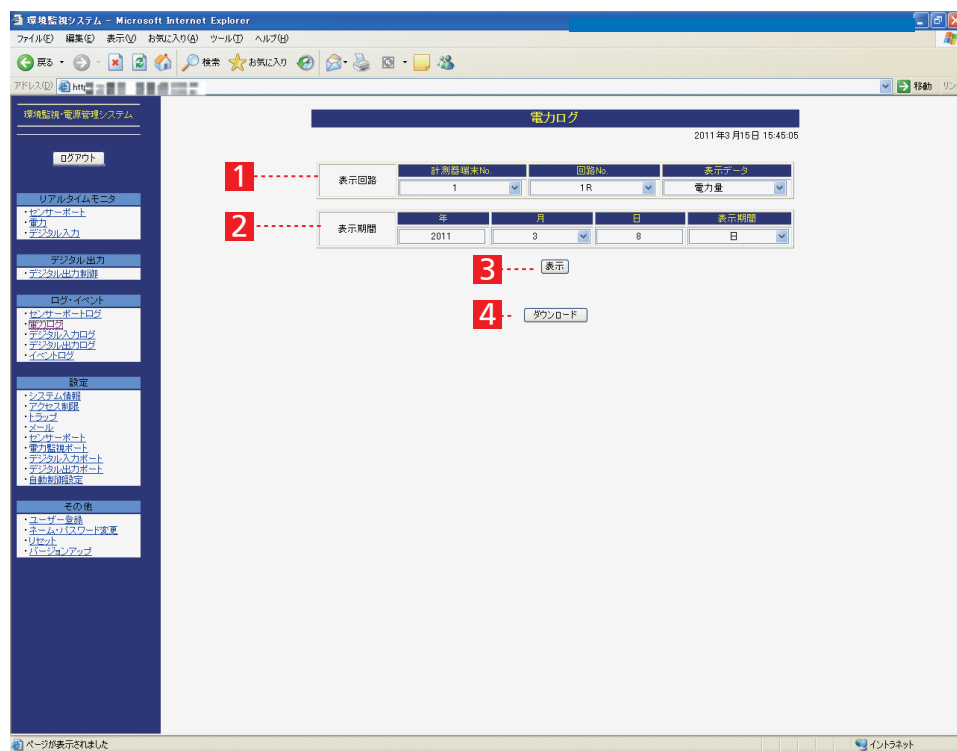 環境監視システム - Microsoft Internet Explorer
ファイル(F) 編集(E) 表示(V) お気に入り(A) ツール(T) ヘルプ(H)
戻る 検索 お気に入り
アドレス(D) 移動 リンク
環境監視・電源管理システム
ログアウト
リアルタイムモニタ
・センサーポート
・電力
・デジタル入力
デジタル出力
・デジタル出力制御
ログ・イベント
・センサーポートログ
・電力ログ
・デジタル入力ログ
・デジタル出力ログ
・イベントログ
設定
・システム情報
・アクセス制限
・トラップ
・メール
・センサーポート
・電力監視ポート
・デジタル入力ポート
・デジタル出力ポート
・自動制御設定
その他
・ユーザー登録
・ネーム・パスワード変更
・リセット
・バージョンアップ
電力ログ
2011年3月15日 15:45:05
1
表示回路
計測器端末No. 回路No. 表示データ
1 1R 電力量
2
表示期間
年 月 日 表示期間
2011 3 8 日
3 表示
4 ダウンロード
ページが表示されました
イントラネット